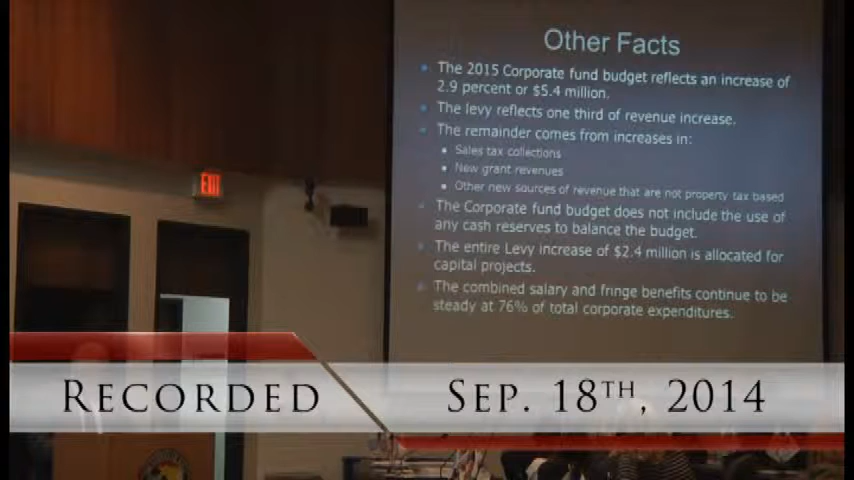 Other Facts
• The 2015 Corporate fund budget reflects an increase of
2.9 percent or $5.4 million.
• The levy reflects one third of revenue increase.
• The remainder comes from increases in:
• Sales tax collections
• New grant revenues
• Other new sources of revenue that are not property tax based
• The Corporate fund budget does not include the use of
any cash reserves to balance the budget.
• The entire Levy increase of $2.4 million is allocated for
capital projects.
• The combined salary and fringe benefits continue to be
steady at 76% of total corporate expenditures.
EXIT
RECORDED
SEP. 18TH, 2014